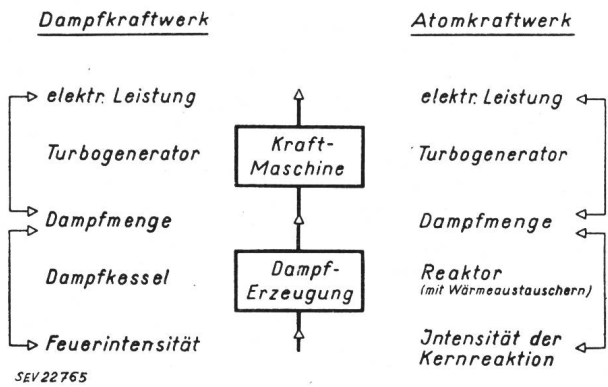 Dampfkraftwerk
Atomkraftwerk
elektr. Leistung
elektr. Leistung
Turbogenerator
Kraft-
Maschine
Turbogenerator
Dampfmenge
Dampfmenge
Dampfkessel
Dampf-
Erzeugung
Reaktor
(mit Wärmeaustauschern)
Feuerintensität
Intensität der
Kernreaktion
SEV 22765